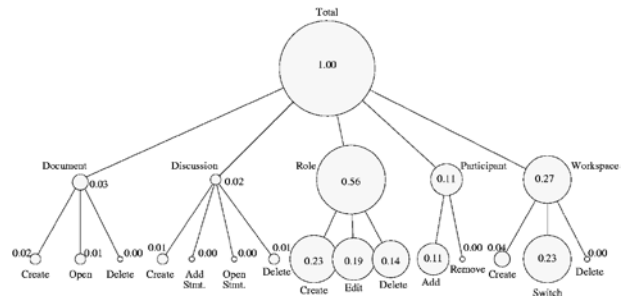 Total
1.00
Document
Discussion
Role
Participant
Workspace
0.03
0.02
0.56
0.11
0.27
0.02
0.01
0.00
0.01
0.00
0.00
0.01
0.23
0.19
0.14
0.11
0.00
0.04
0.23
0.00
Create
Open
Delete
Create
Add
Stmt.
Open
Stmt.
Delete
Create
Edit
Delete
Add
Remove
Create
Switch
Delete